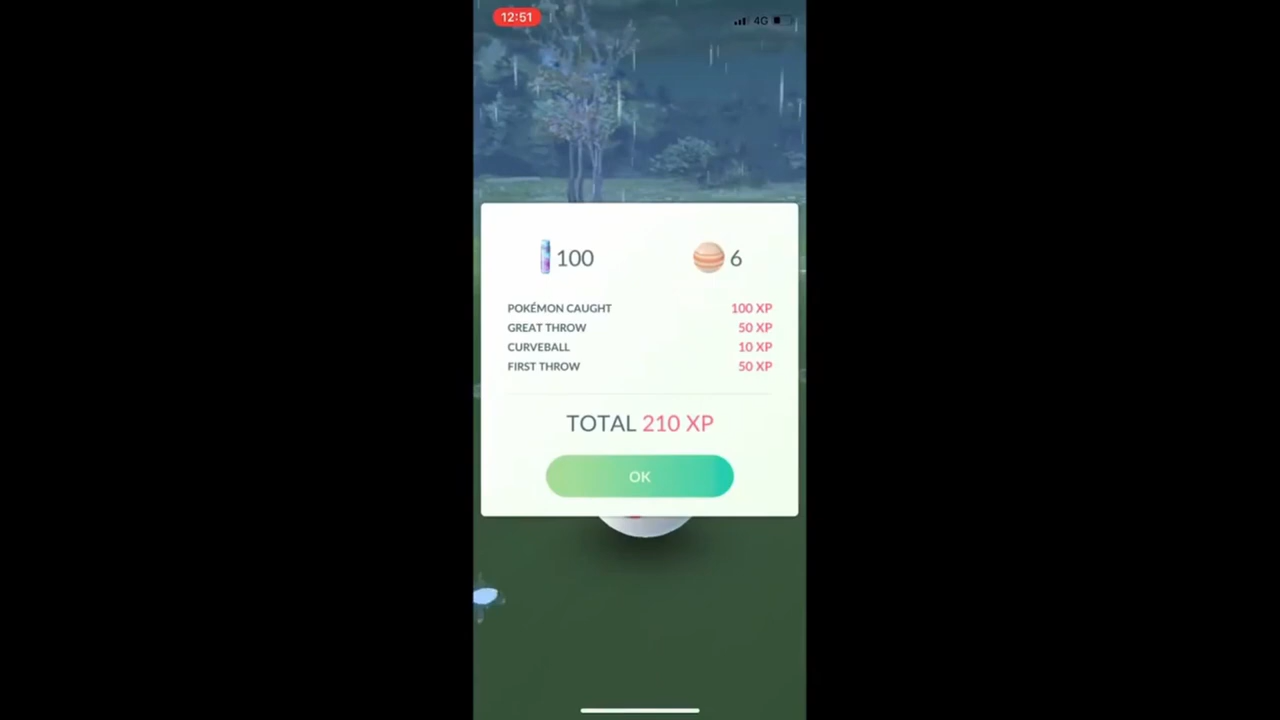 12:51
4G
100
6
POKÉMON CAUGHT 100 XP
GREAT THROW 50 XP
CURVEBALL 10 XP
FIRST THROW 50 XP
TOTAL 210 XP
OK